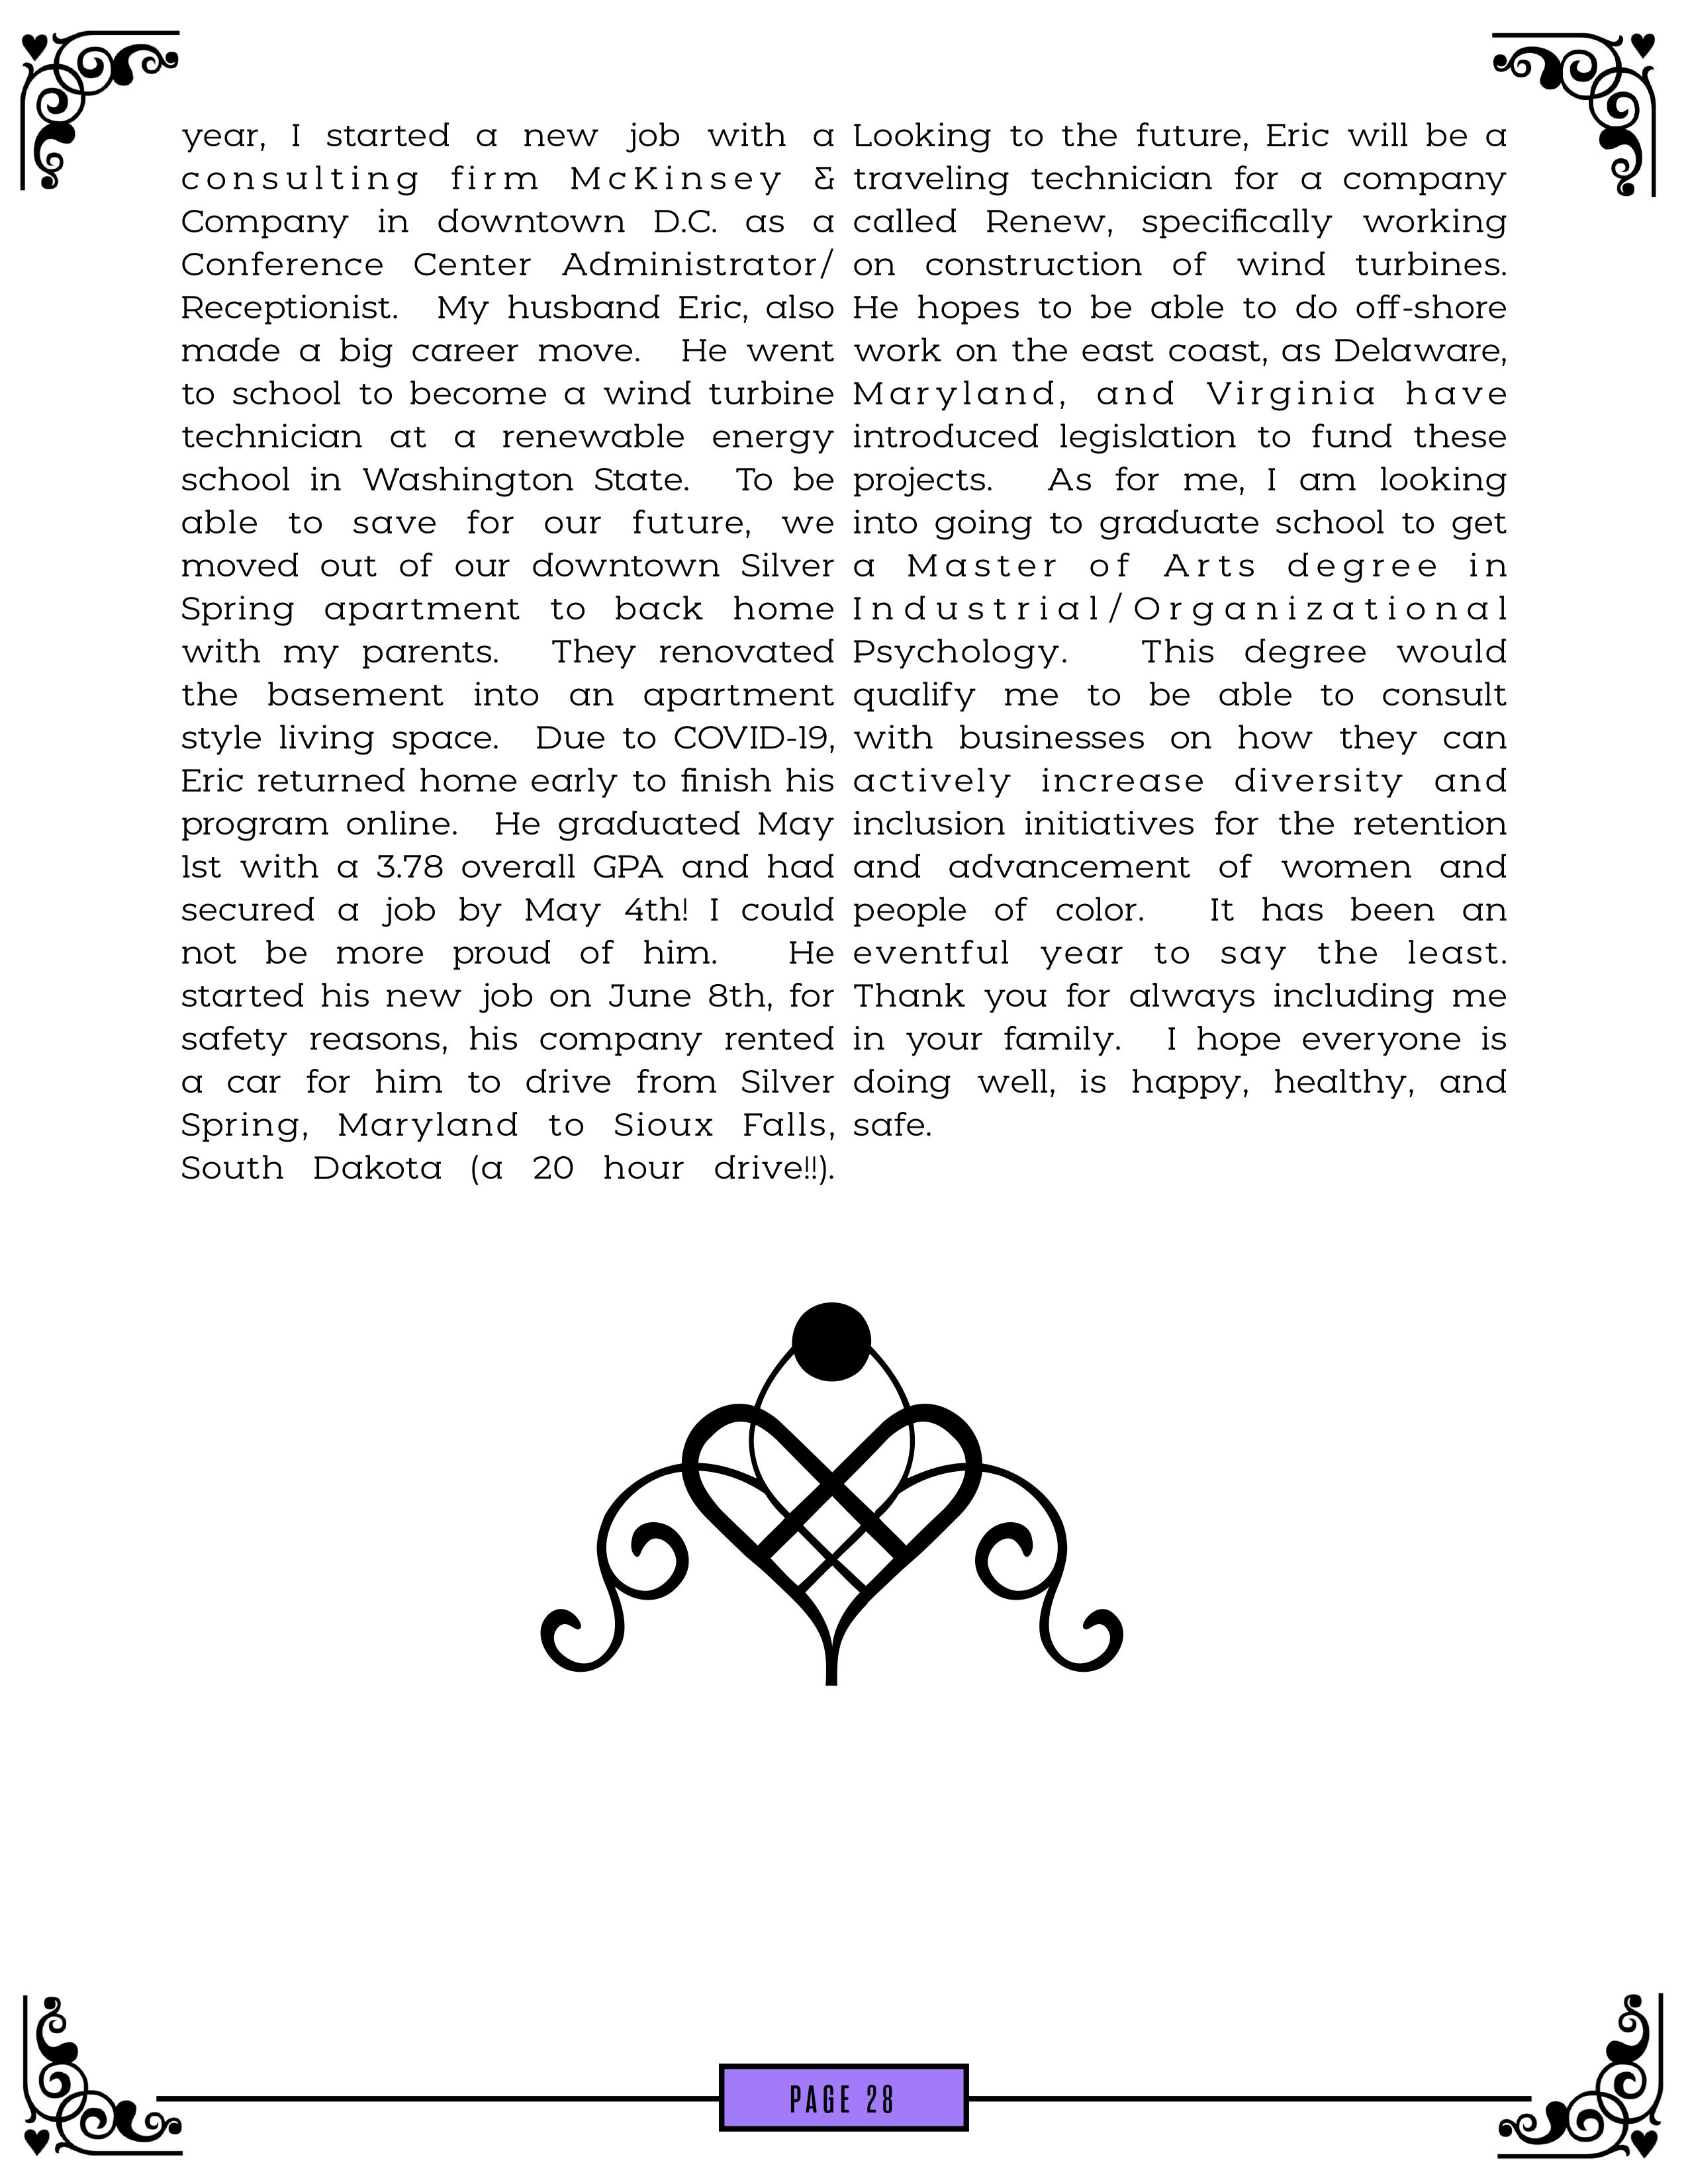 year, I started a new job with a
consulting firm McKinsey &
Company in downtown D.C. as a
Conference Center Administrator/
Receptionist. My husband Eric, also
made a big career move. He went
to school to become a wind turbine
technician at a renewable energy
school in Washington State. To be
able to save for our future, we
moved out of our downtown Silver
Spring apartment to back home
with my parents. They renovated
the basement into an apartment
style living space. Due to COVID-19,
Eric returned home early to finish his
program online. He graduated May
1st with a 3.78 overall GPA and had
secured a job by May 4th! I could
not be more proud of him. He
started his new job on June 8th, for
safety reasons, his company rented
a car for him to drive from Silver
Spring, Maryland to Sioux Falls,
South Dakota (a 20 hour drive!!).
Looking to the future, Eric will be a
traveling technician for a company
called Renew, specifically working
on construction of wind turbines.
He hopes to be able to do off-shore
work on the east coast, as Delaware,
Maryland, and Virginia have
introduced legislation to fund these
projects. As for me, I am looking
into going to graduate school to get
a Master of Arts degree in
Industrial/Organizational
Psychology. This degree would
qualify me to be able to consult
with businesses on how they can
actively increase diversity and
inclusion initiatives for the retention
and advancement of women and
people of color. It has been an
eventful year to say the least.
Thank you for always including me
in your family. I hope everyone is
doing well, is happy, healthy, and
safe.
PAGE 28